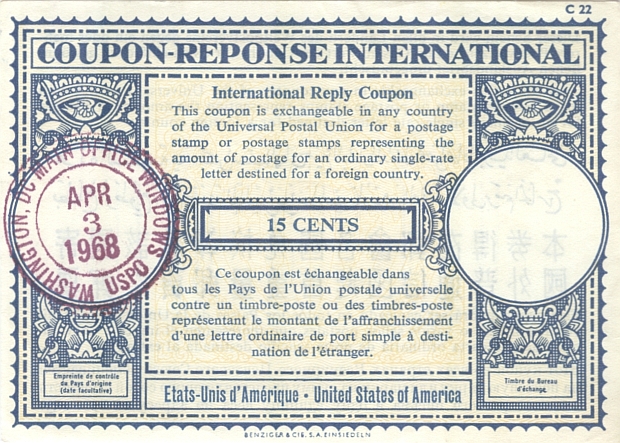 C 22
COUPON-REPONSE INTERNATIONAL
International Reply Coupon
This coupon is exchangeable in any country
of the Universal Postal Union for a postage
stamp or postage stamps representing the
amount of postage for an ordinary single-rate
letter destined for a foreign country.
WASHINGTON, DC MAIN OFFICE WINDOWS
USPO
APR
3
1968
15 CENTS
Ce coupon est échangeable dans
tous les Pays de l'Union postale universelle
contre un timbre-poste ou des timbres-poste
représentant le montant de l'affranchissement
d'une lettre ordinaire de port simple à desti-
nation de l'étranger.
Empreinte de contrôle
du Pays d'origine
(date facultative)
Timbre du Bureau
d'échange.
Etats-Unis d'Amérique • United States of America
BENZIGER & CIE. S.A. EINSIEDELN